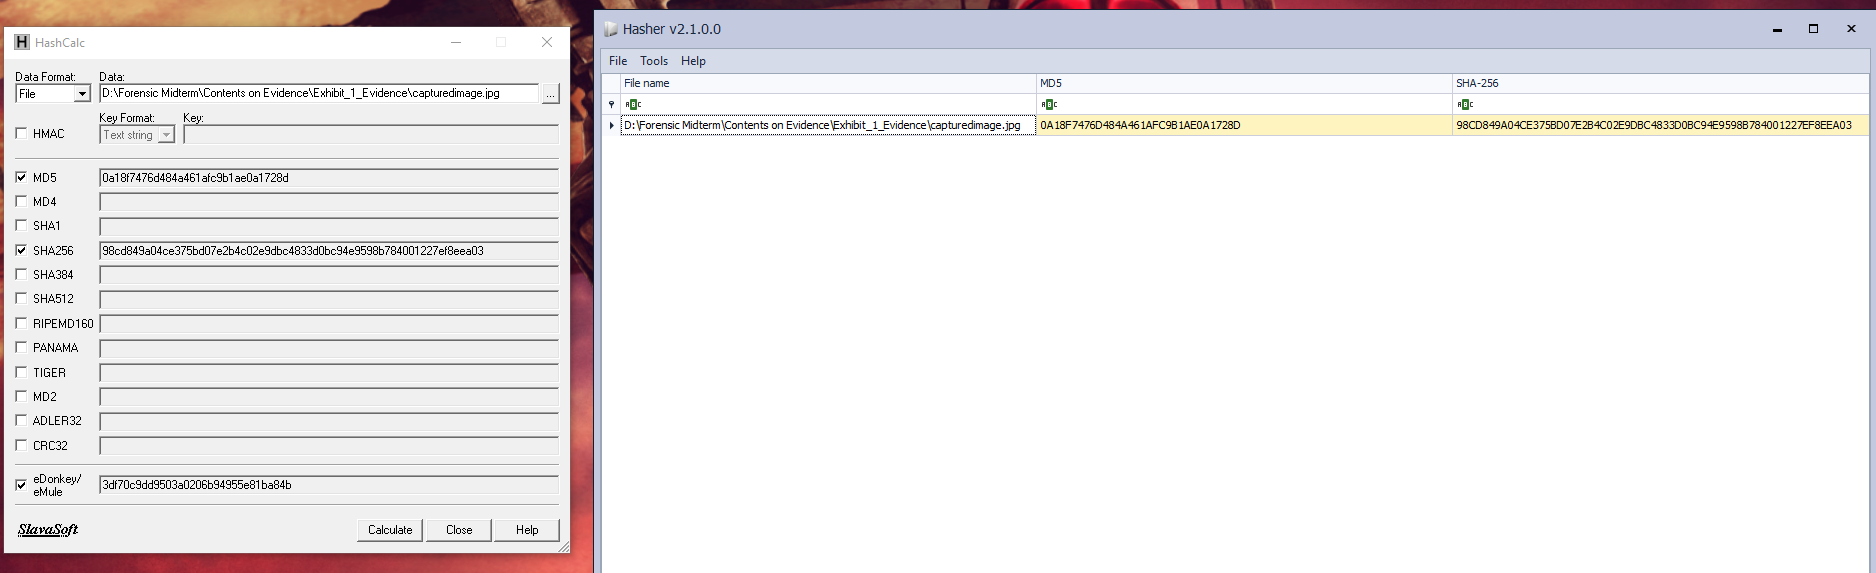 HashCalc
Data Format:
Data:
File
D:\Forensic Midterm\Contents on Evidence\Exhibit_1_Evidence\capturedimage.jpg
...
Key Format:
Key:
HMAC
Text string
MD5
0a18f7476d484a461afc9b1ae0a1728d
MD4
SHA1
SHA256
98cd849a04ce375bd07e2b4c02e9dbc4833d0bc94e9598b784001227ef8eea03
SHA384
SHA512
RIPEMD160
PANAMA
TIGER
MD2
ADLER32
CRC32
eDonkey/
eMule
3df70c9dd9503a0206b94955e81ba84b
SlavaSoft
Calculate
Close
Help
Hasher v2.1.0.0
File Tools Help
File name MD5 SHA-256
ABC ABC ABC
D:\Forensic Midterm\Contents on Evidence\Exhibit_1_Evidence\capturedimage.jpg 0A18F7476D484A461AFC9B1AE0A1728D 98CD849A04CE375BD07E2B4C02E9DBC4833D0BC94E9598B784001227EF8EEA03